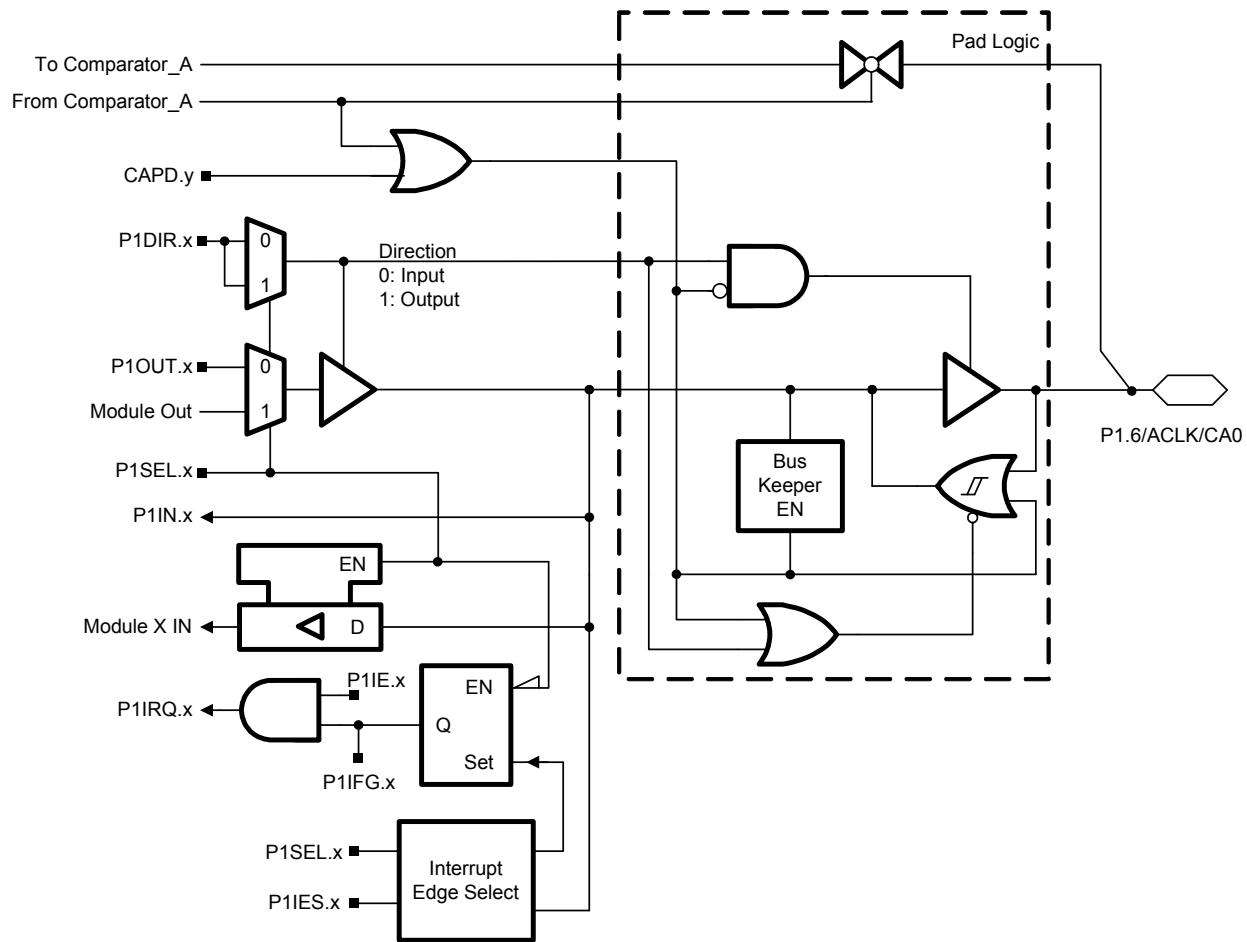 Pad Logic
To Comparator_A
From Comparator_A
CAPD.y
P1DIR.x
0
1
Direction
0: Input
1: Output
P1OUT.x
0
Module Out
1
P1.6/ACLK/CA0
P1SEL.x
Bus
Keeper
EN
P1IN.x
EN
Module X IN
D
P1IE.x
EN
P1IRQ.x
Q
Set
P1IFG.x
P1SEL.x
Interrupt
Edge Select
P1IES.x